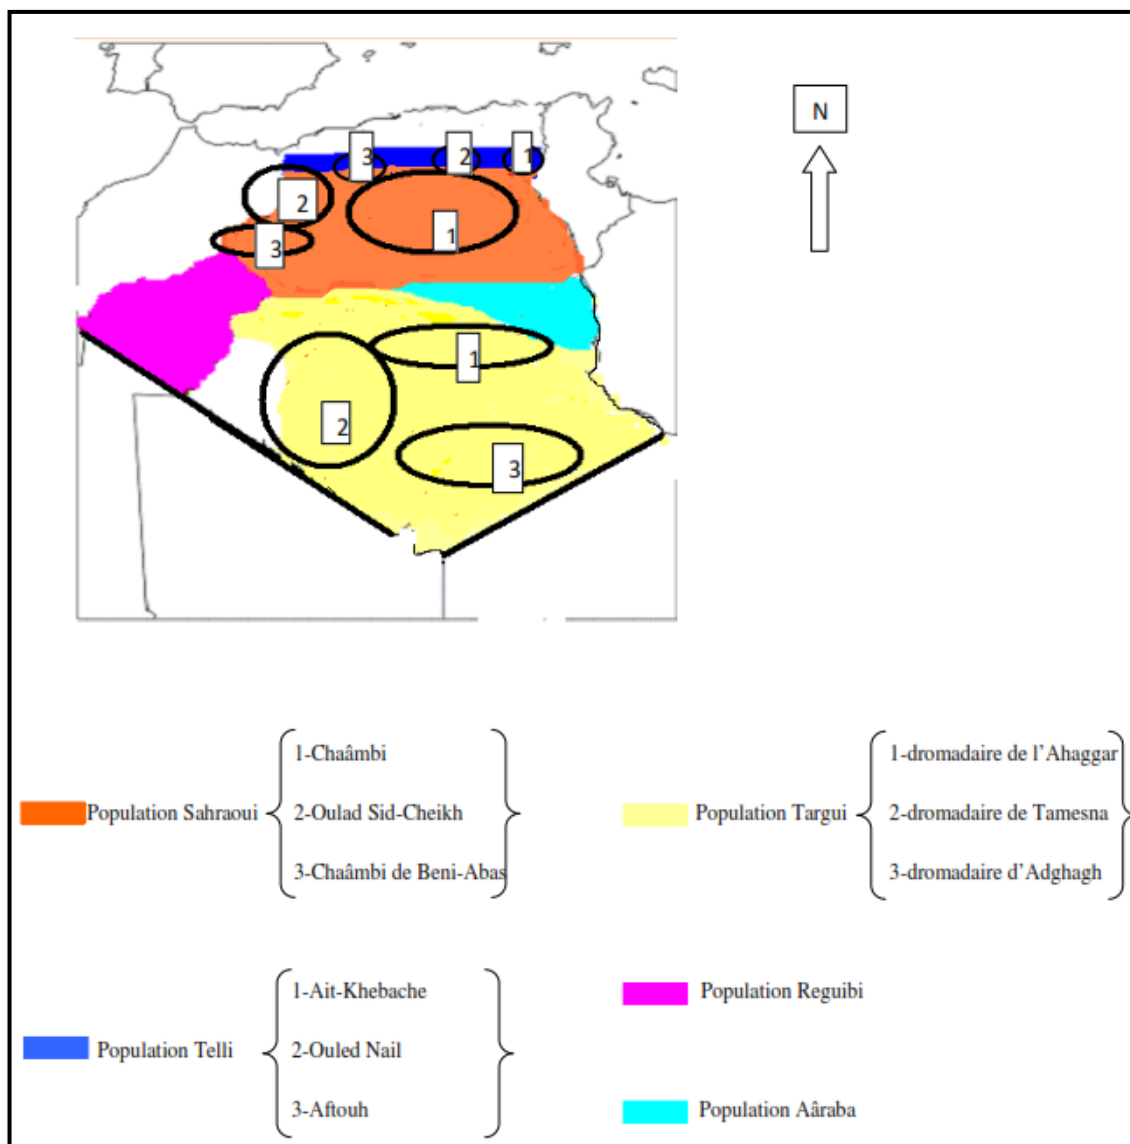 N
3
2
1
2
1
3
1
2
3
1-Chaâmbi
Population Sahraoui
2-Oulad Sid-Cheikh
3-Chaâmbi de Beni-Abas
1-dromadaire de l'Ahaggar
Population Targui
2-dromadaire de Tamesna
3-dromadaire d'Adghagh
1-Ait-Khebache
Population Telli
2-Ouled Nail
3-Aftouh
Population Reguibi
Population Aâraba